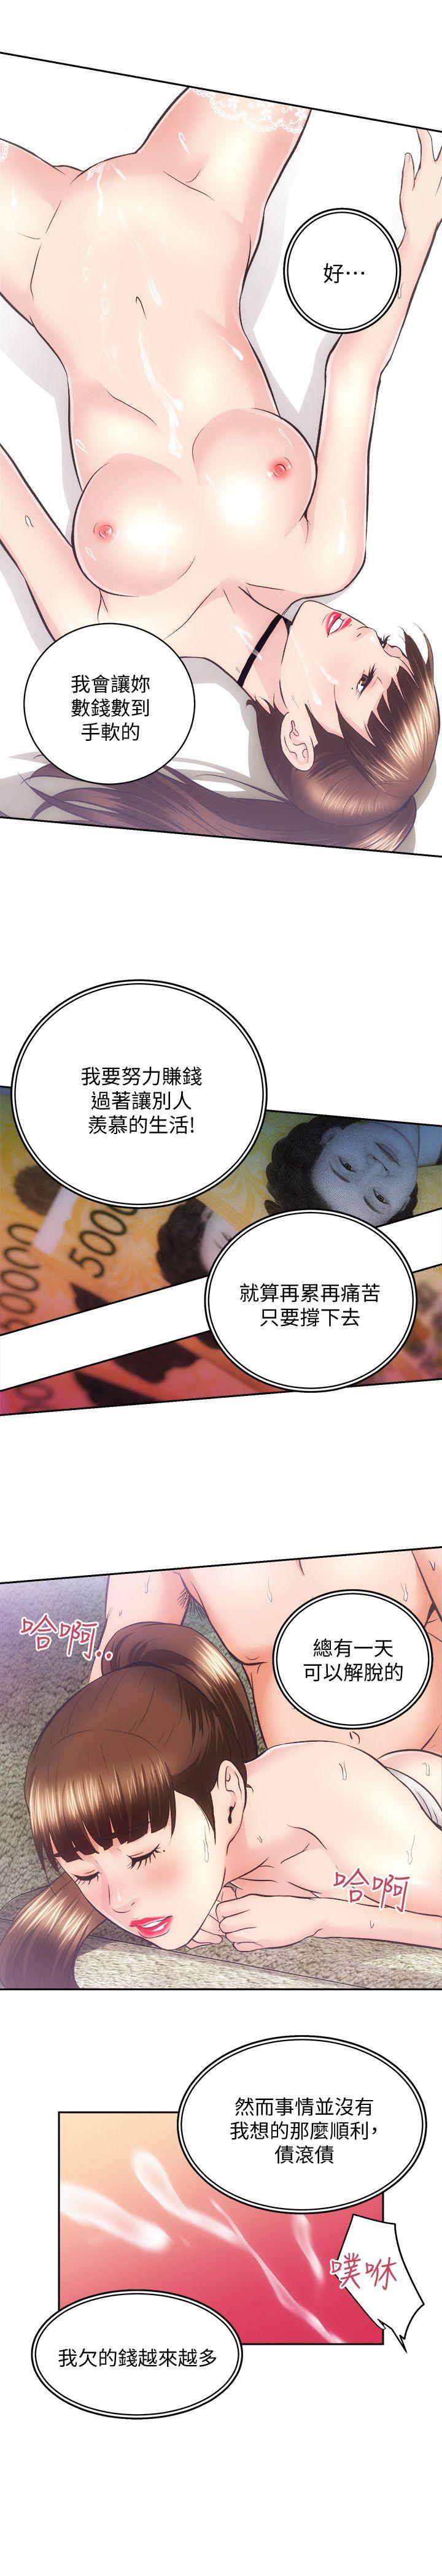 好⋯
我會讓妳
數錢數到
手軟的
我要努力賺錢
過著讓別人
羨慕的生活!
5000
50000
就算再累再痛苦
只要撐下去
哈啊..
總有一天
可以解脫的
哈啊
然而事情並沒有
我想的那麼順利,
債滾債
噗咻
我欠的錢越來越多